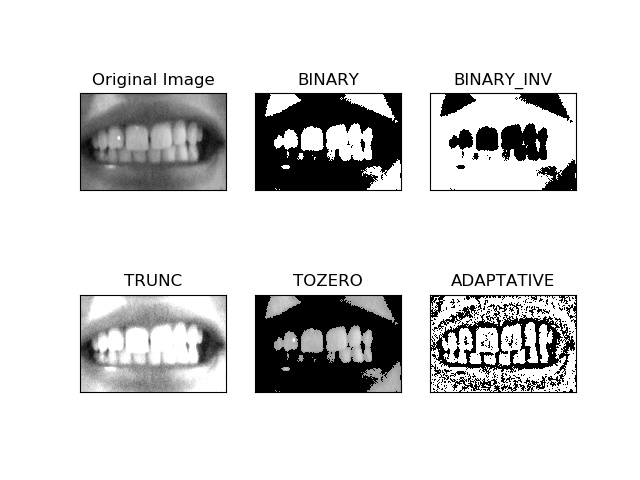 Original Image
BINARY
BINARY_INV
TRUNC
TOZERO
ADAPTATIVE